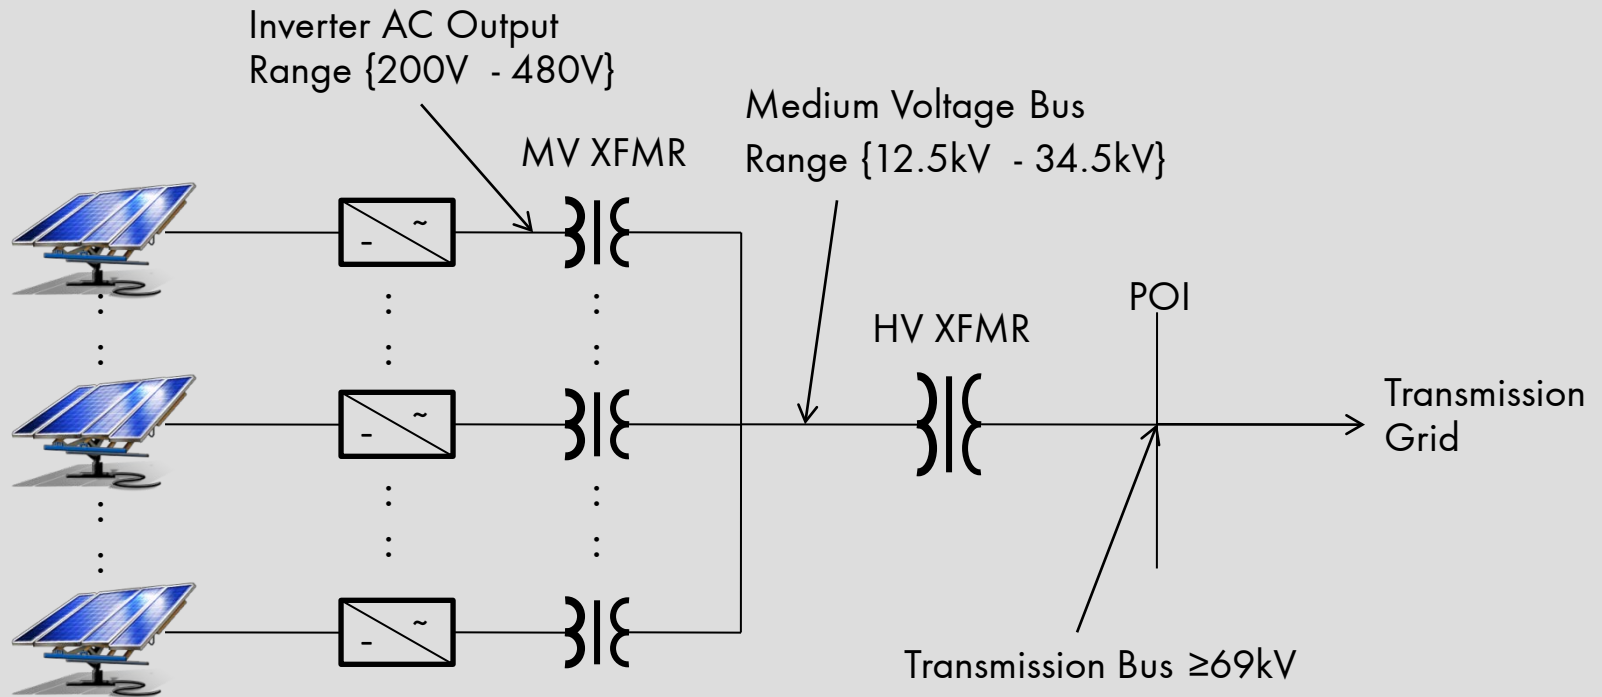 Inverter AC Output
Range {200V - 480V}
Medium Voltage Bus
Range {12.5kV - 34.5kV}
MV XFMR
- ~
HV XFMR
POI
- ~
Transmission
Grid
- ~
Transmission Bus ≥69kV